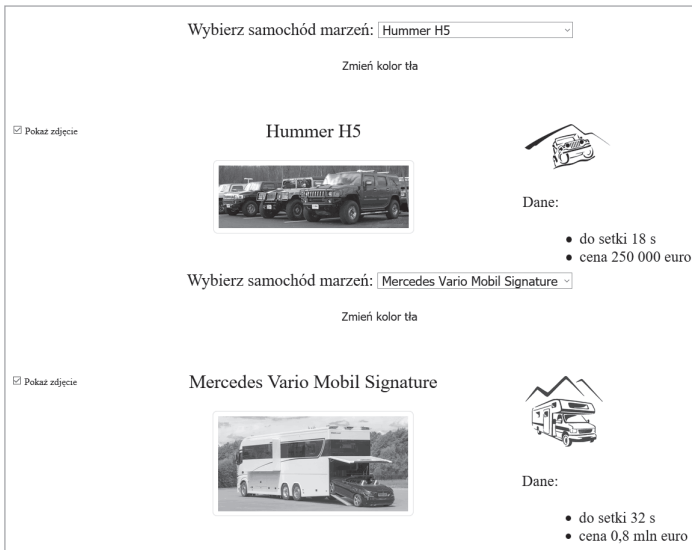 Wybierz samochód marzeń: Hummer H5
Zmień kolor tła
Pokaż zdjęcie
Hummer H5
Dane:
do setki 18 s
cena 250 000 euro
Wybierz samochód marzeń: Mercedes Vario Mobil Signature
Zmień kolor tła
Pokaż zdjęcie
Mercedes Vario Mobil Signature
Dane:
do setki 32 s
cena 0,8 mln euro